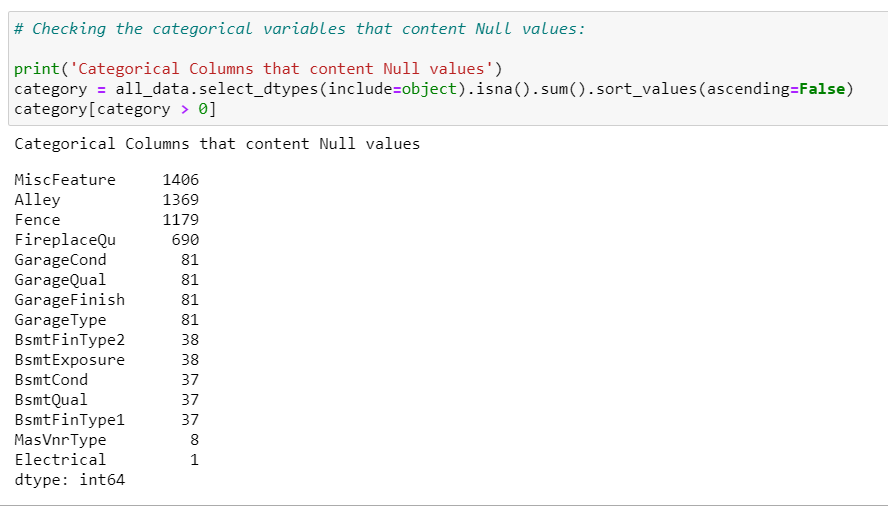 # Checking the categorical variables that content Null values:
print('Categorical Columns that content Null values')
category = all_data.select_dtypes(include=object).isna().sum().sort_values(ascending=False)
category[category > 0]
Categorical Columns that content Null values
MiscFeature 1406
Alley 1369
Fence 1179
FireplaceQu 690
GarageCond 81
GarageQual 81
GarageFinish 81
GarageType 81
BsmtFinType2 38
BsmtExposure 38
BsmtCond 37
BsmtQual 37
BsmtFinType1 37
MasVnrType 8
Electrical 1
dtype: int64